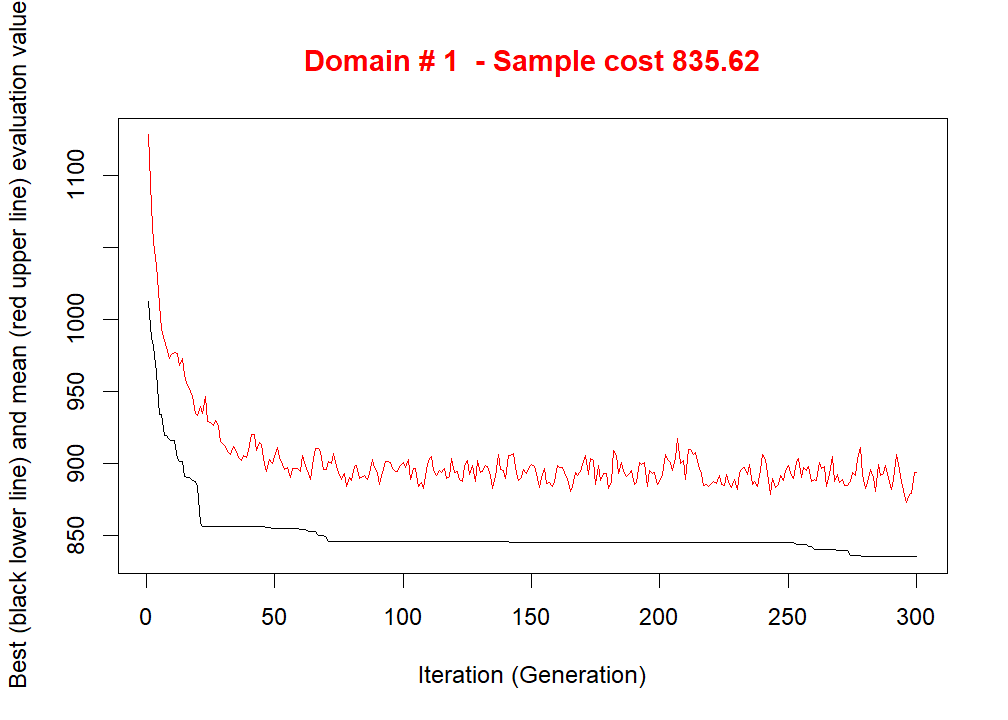 Domain # 1  - Sample cost 835.62
Best (black lower line) and mean (red upper line) evaluation value
1100
1000
950
900
850
0 50 100 150 200 250 300
Iteration (Generation)